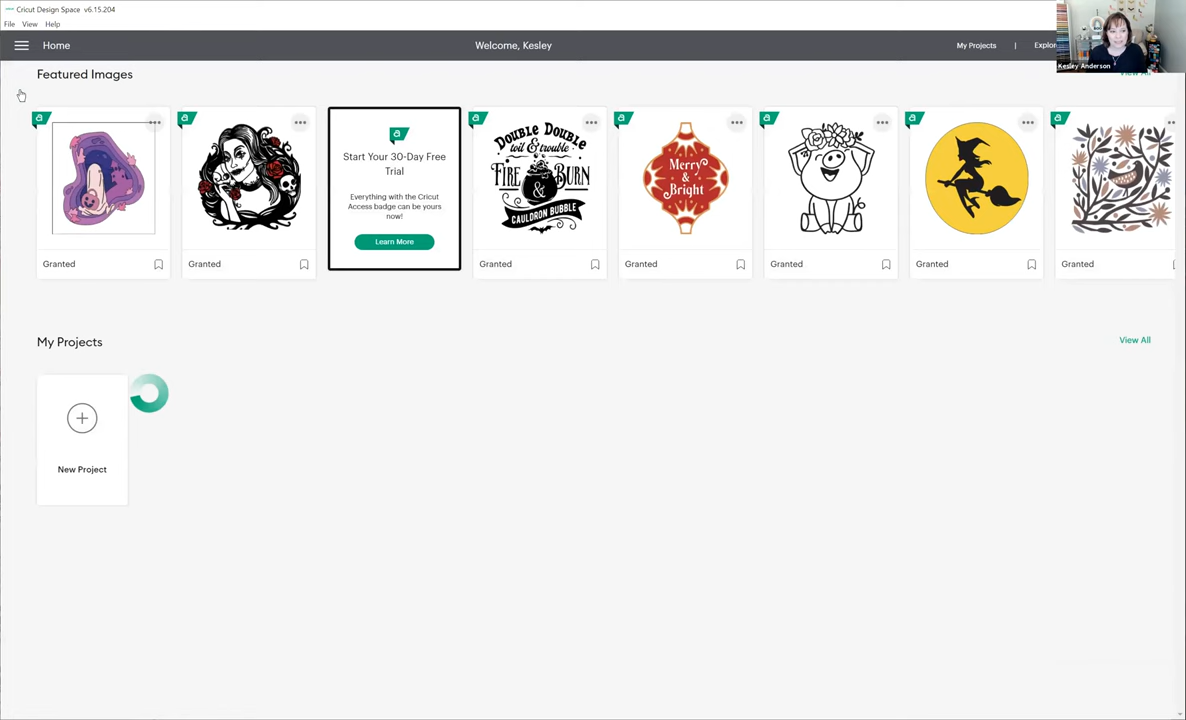 Cricut Design Space v6.15.204
File View Help
Home
Welcome, Kesley
My Projects | Explor
Kesley Anderson
Featured Images
View All
Start Your 30-Day Free
Trial
Everything with the Cricut
Access badge can be yours
now!
Learn More
DOUBLE DOUBLE
toil & trouble
FIRE BURN
&
CAULDRON BUBBLE
Merry
&
Bright
Granted
Granted
Granted
Granted
Granted
Granted
Granted
My Projects
View All
New Project